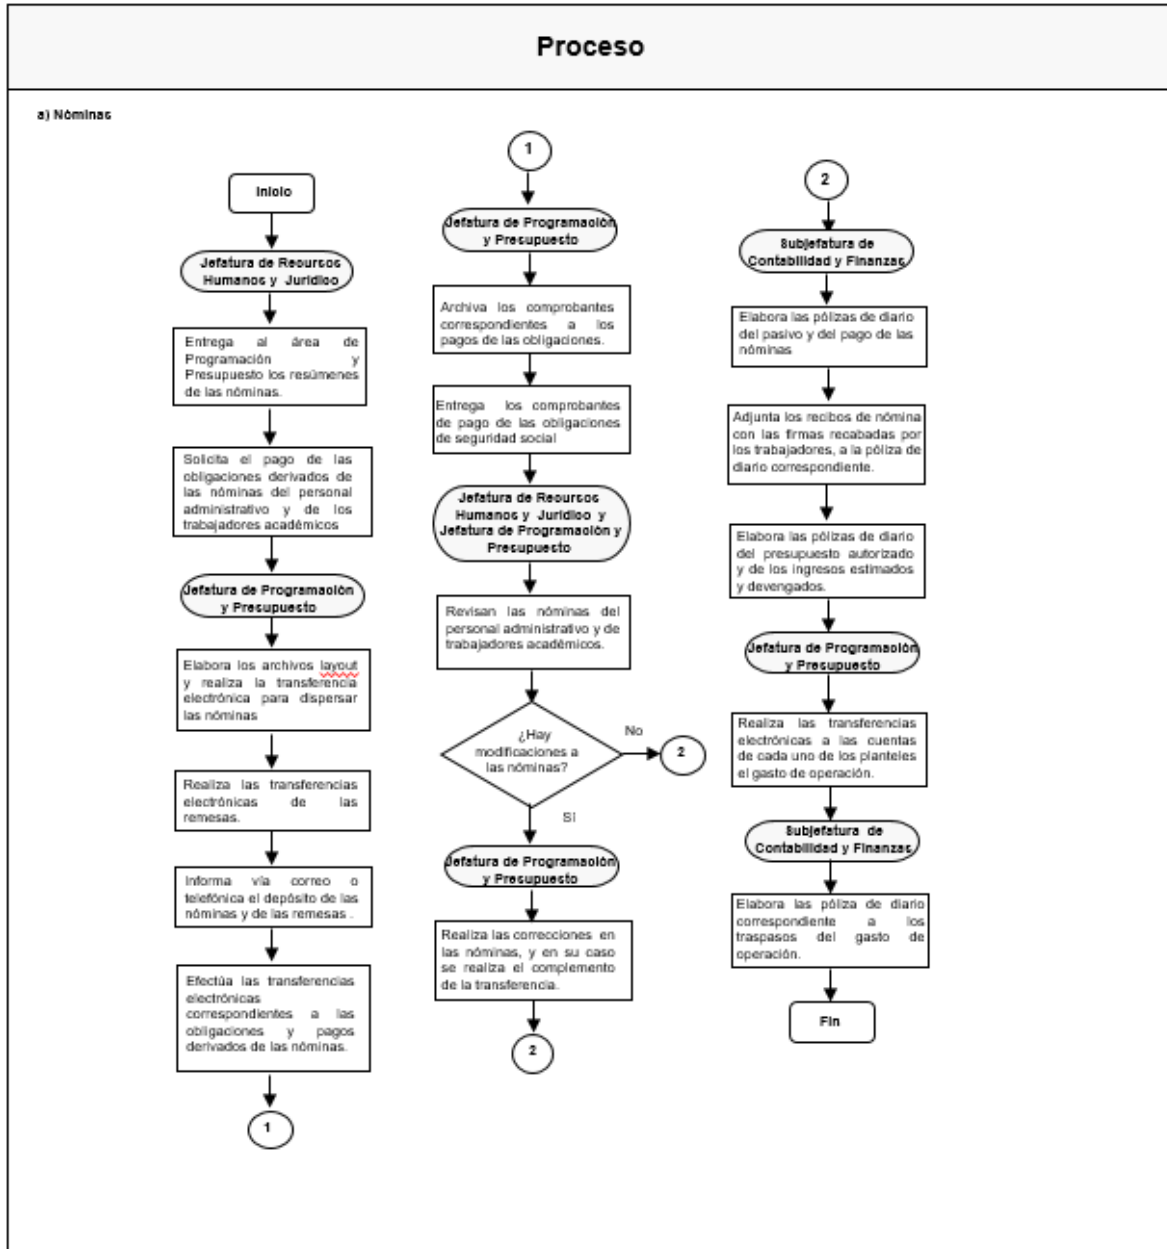 Proceso
a) Nóminas
Inicio
Jefatura de Recursos
Humanos y Jurídico
Entrega al área de
Programación y
Presupuesto los resúmenes
de las nóminas.
Solicita el pago de las
obligaciones derivados de
las nóminas del personal
administrativo y de los
trabajadores académicos
Jefatura de Programación
y Presupuesto
Elabora los archivos layout
y realiza la transferencia
electrónica para dispersar
las nóminas
Realiza las transferencias
electrónicas de las
remesas.
Informa vía correo o
telefónica el depósito de las
nóminas y de las remesas .
Efectúa las transferencias
electrónicas
correspondientes a las
obligaciones y pagos
derivados de las nóminas.
1
1
Jefatura de Programación
y Presupuesto
Archiva los comprobantes
correspondientes a los
pagos de las obligaciones.
Entrega los comprobantes
de pago de las obligaciones
de seguridad social
Jefatura de Recursos
Humanos y Jurídico y
Jefatura de Programación y
Presupuesto
Revisan las nóminas del
personal administrativo y de
trabajadores académicos.
¿Hay
modificaciones a
las nóminas?
No
2
Sí
Jefatura de Programación
y Presupuesto
Realiza las correcciones en
las nóminas, y en su caso
se realiza el complemento
de la transferencia.
2
2
Subjefatura de
Contabilidad y Finanzas
Elabora las pólizas de diario
del pasivo y del pago de las
nóminas
Adjunta los recibos de nómina
con las firmas recabadas por
los trabajadores, a la póliza de
diario correspondiente.
Elabora las pólizas de diario
del presupuesto autorizado
y de los ingresos estimados
y devengados.
Jefatura de Programación
y Presupuesto
Realiza las transferencias
electrónicas a las cuentas
de cada uno de los planteles
el gasto de operación.
Subjefatura de
Contabilidad y Finanzas
Elabora las póliza de diario
correspondiente a los
traspasos del gasto de
operación.
Fin